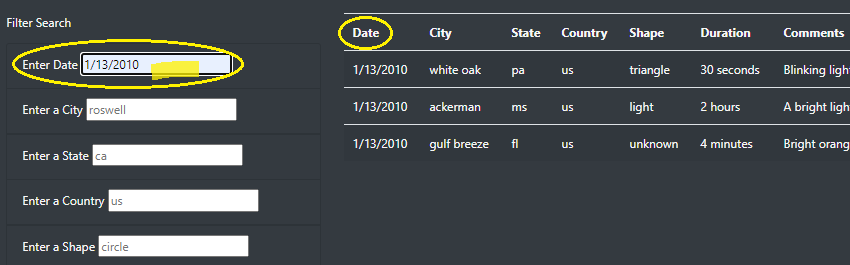 Filter Search
Enter Date 1/13/2010
Enter a City roswell
Enter a State ca
Enter a Country us
Enter a Shape circle
Date City State Country Shape Duration Comments
1/13/2010 white oak pa us triangle 30 seconds Blinking ligh
1/13/2010 ackerman ms us light 2 hours A bright ligh
1/13/2010 gulf breeze fl us unknown 4 minutes Bright orang